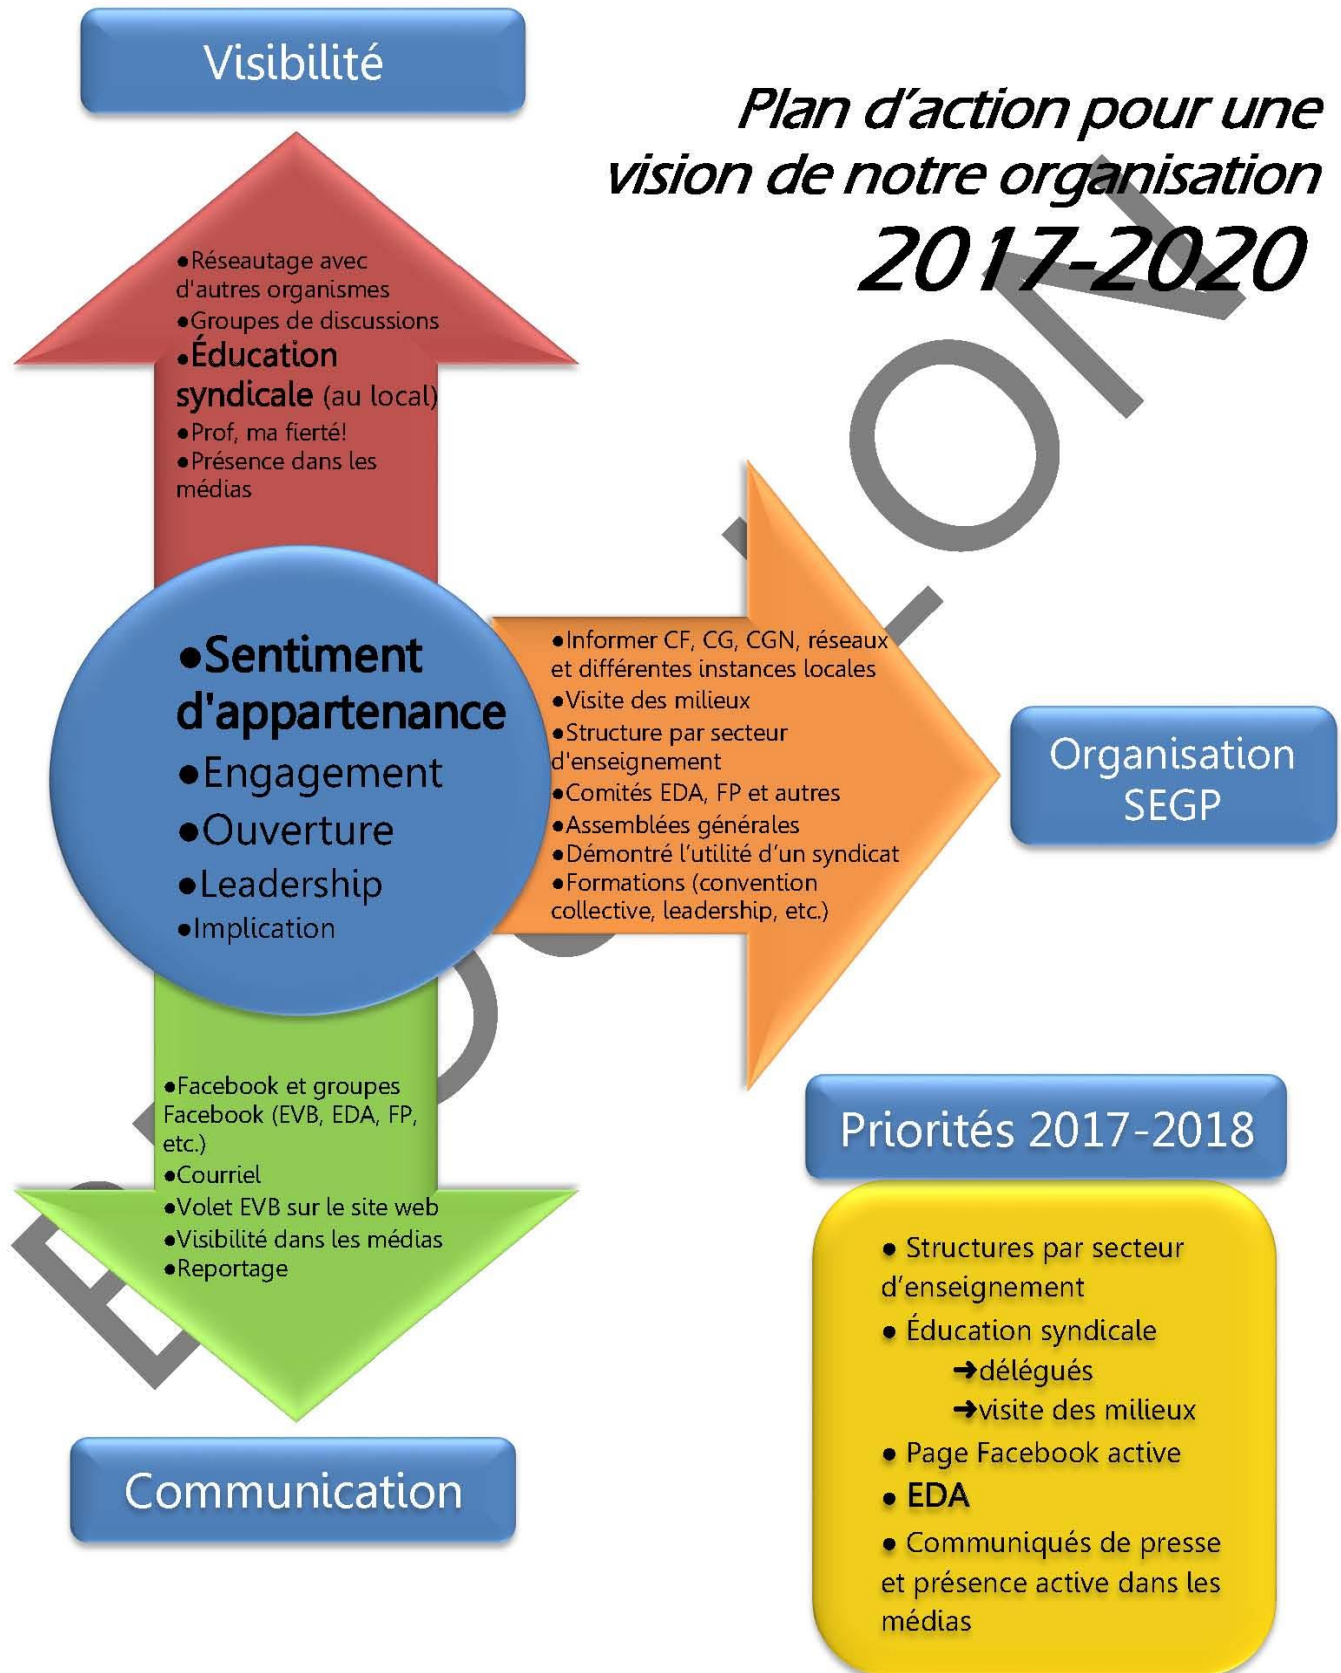 Visibilité
Plan d'action pour une
vision de notre organisation
2017-2020
●Réseautage avec
d'autres organismes
●Groupes de discussions
●Éducation
syndicale (au local)
●Prof, ma fierté!
●Présence dans les
médias
●Sentiment
d'appartenance
●Engagement
●Ouverture
●Leadership
●Implication
●Informer CF, CG, CGN, réseaux
et différentes instances locales
●Visite des milieux
●Structure par secteur
d'enseignement
●Comités EDA, FP et autres
●Assemblées générales
●Démontré l'utilité d'un syndicat
●Formations (convention
collective, leadership, etc.)
Organisation
SEGP
●Facebook et groupes
Facebook (EVB, EDA, FP,
etc.)
●Courriel
●Volet EVB sur le site web
●Visibilité dans les médias
●Reportage
Communication
Priorités 2017-2018
● Structures par secteur
d'enseignement
● Éducation syndicale
➔délégués
➔visite des milieux
● Page Facebook active
● EDA
● Communiqués de presse
et présence active dans les
médias